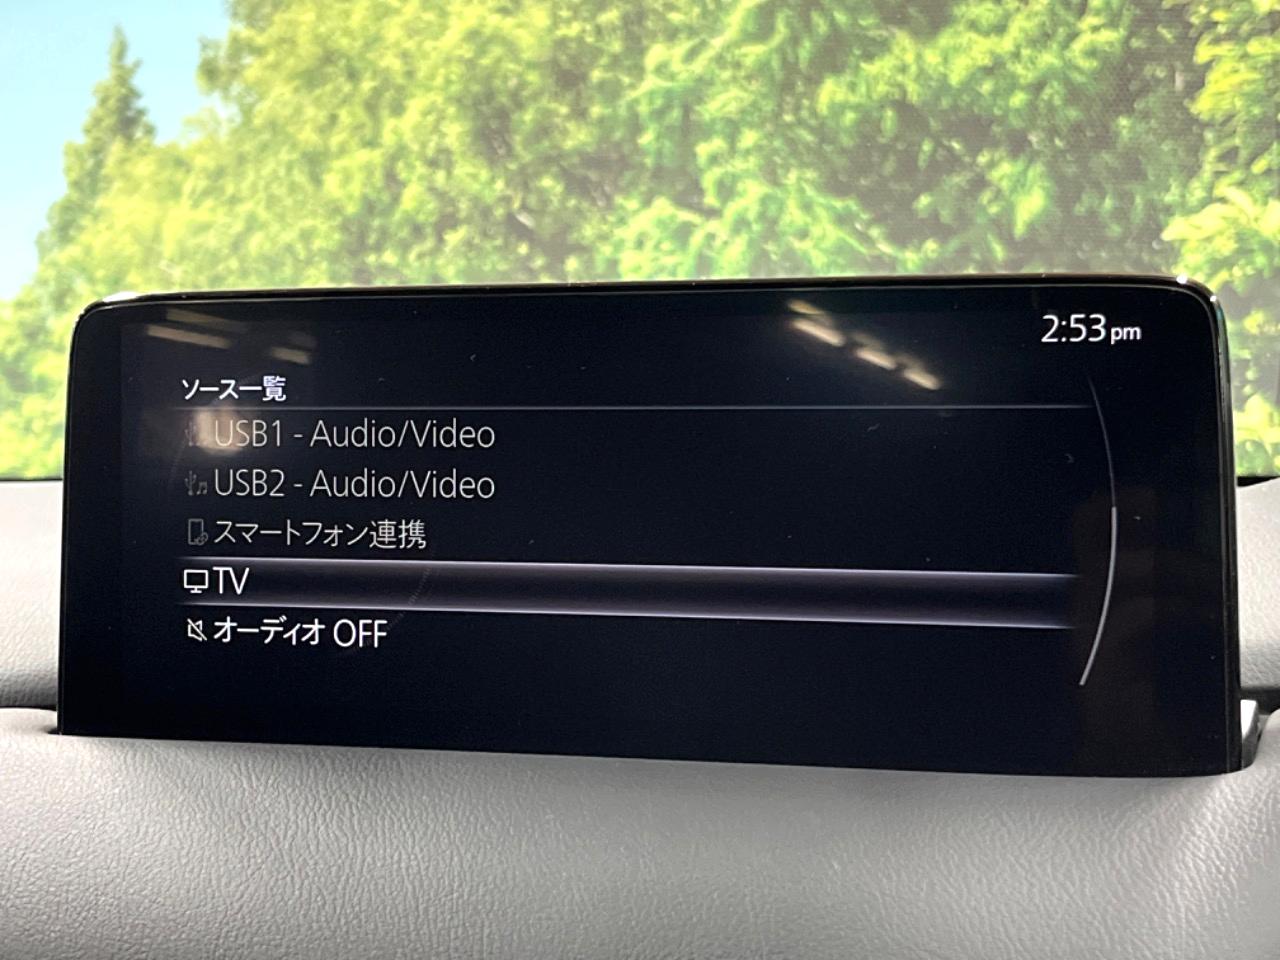 2:53pm
ソース一覧
USB1 - Audio/Video
USB2 - Audio/Video
スマートフォン連携
TV
オーディオ OFF